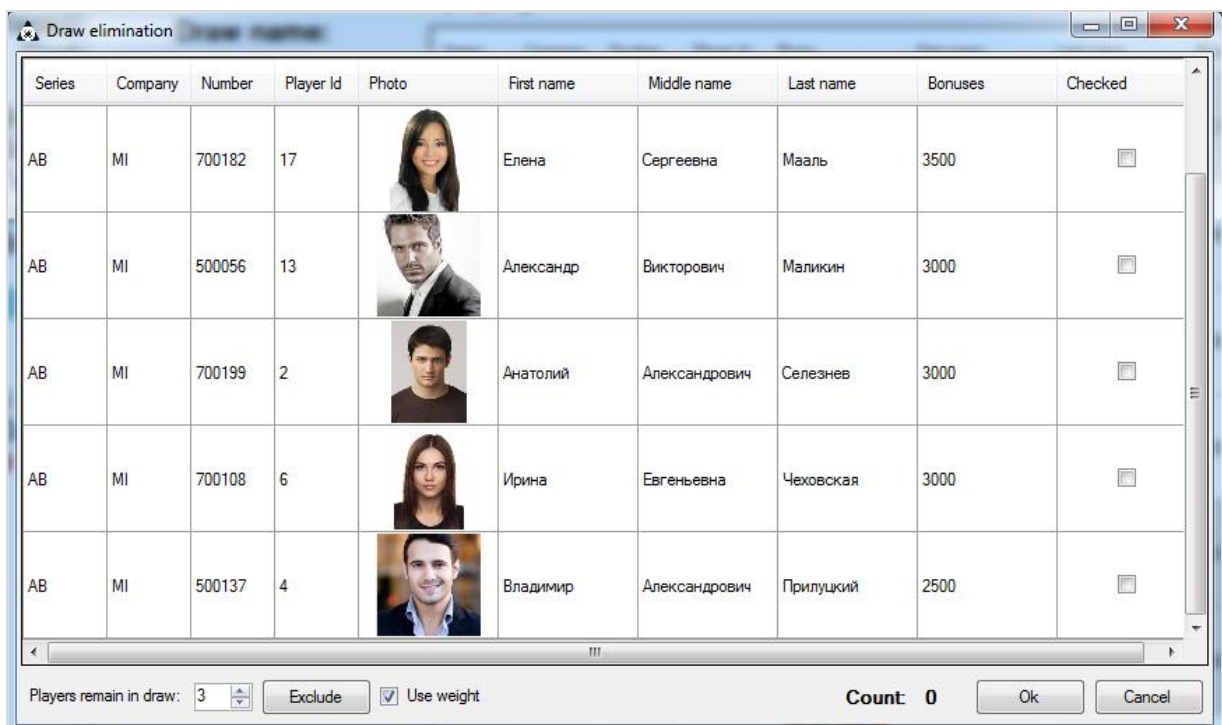 Draw elimination
Draw name:
Series Company Number Player Id Photo First name Middle name Last name Bonuses Checked
AB MI 700182 17 Елена Сергеевна Мааль 3500
AB MI 500056 13 Александр Викторович Маликин 3000
AB MI 700199 2 Анатолий Александрович Селезнев 3000
AB MI 700108 6 Ирина Евгеньевна Чеховская 3000
AB MI 500137 4 Владимир Александрович Прилуцкий 2500
Players remain in draw: 3 Exclude Use weight Count: 0 Ok Cancel